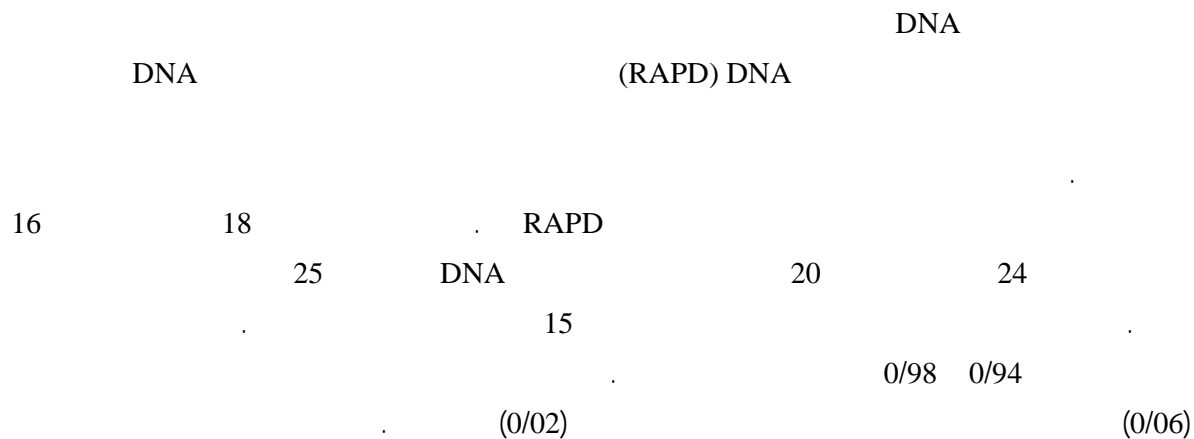 DNA
DNA (RAPD) DNA
.
16 18 . RAPD
25 DNA 20 24
. 15 .
. 0/98 0/94
. (0/02) (0/06)